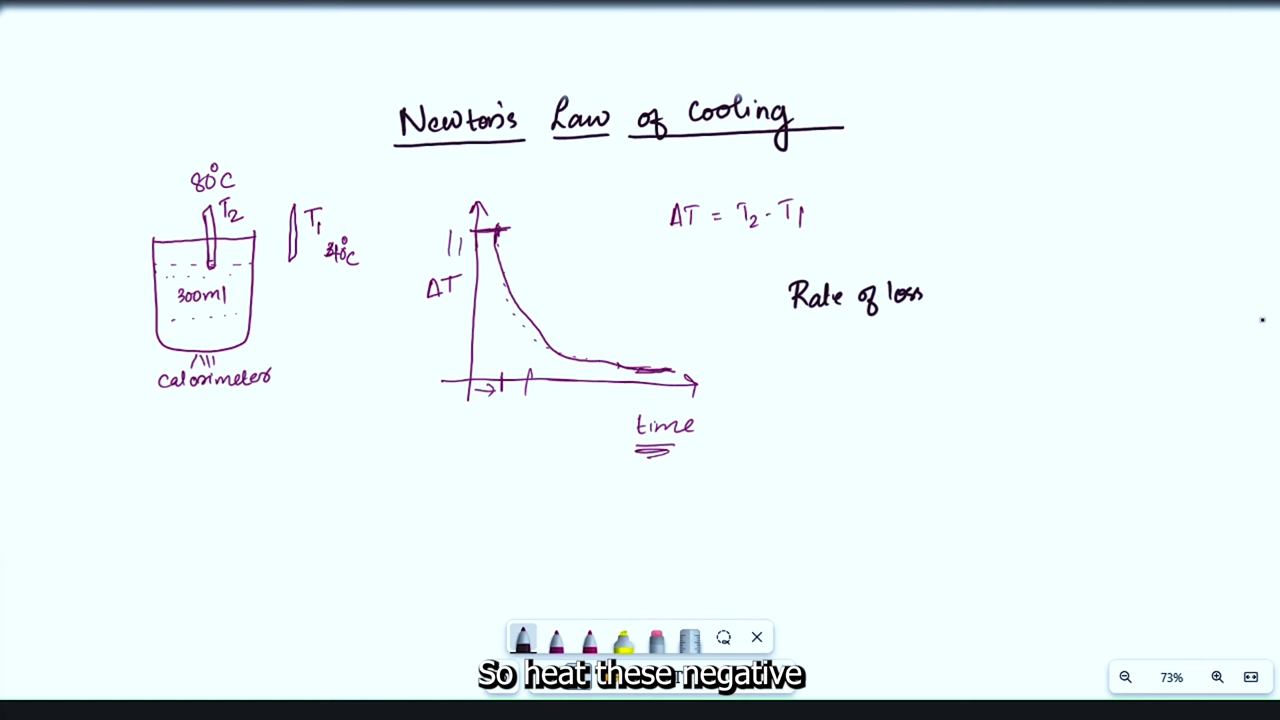 Newton's Law of cooling
80°C
T2
T1
300ml
Calorimeter
ΔT
time
ΔT = T2 - T1
Rate of loss
So heat these negative
73%